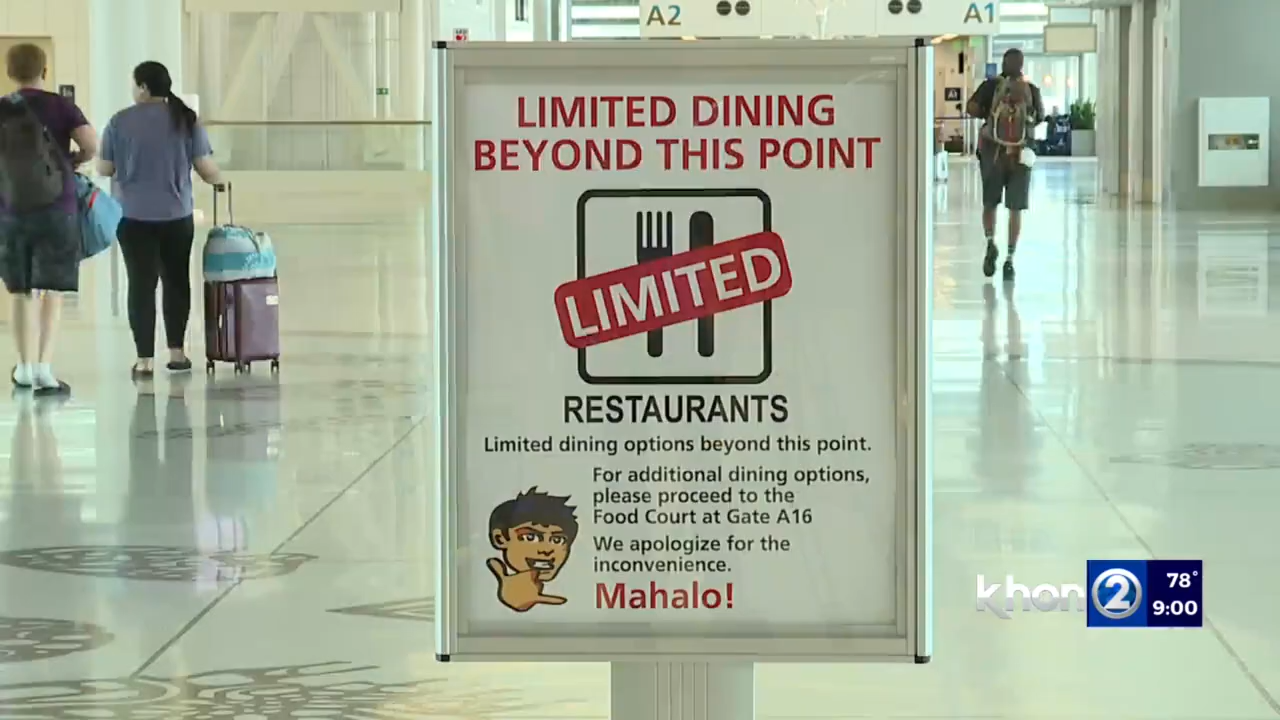 A2
A1
LIMITED DINING
BEYOND THIS POINT
LIMITED
RESTAURANTS
Limited dining options beyond this point.
For additional dining options,
please proceed to the
Food Court at Gate A16
We apologize for the
inconvenience.
Mahalo!
khon 2
78°
9:00